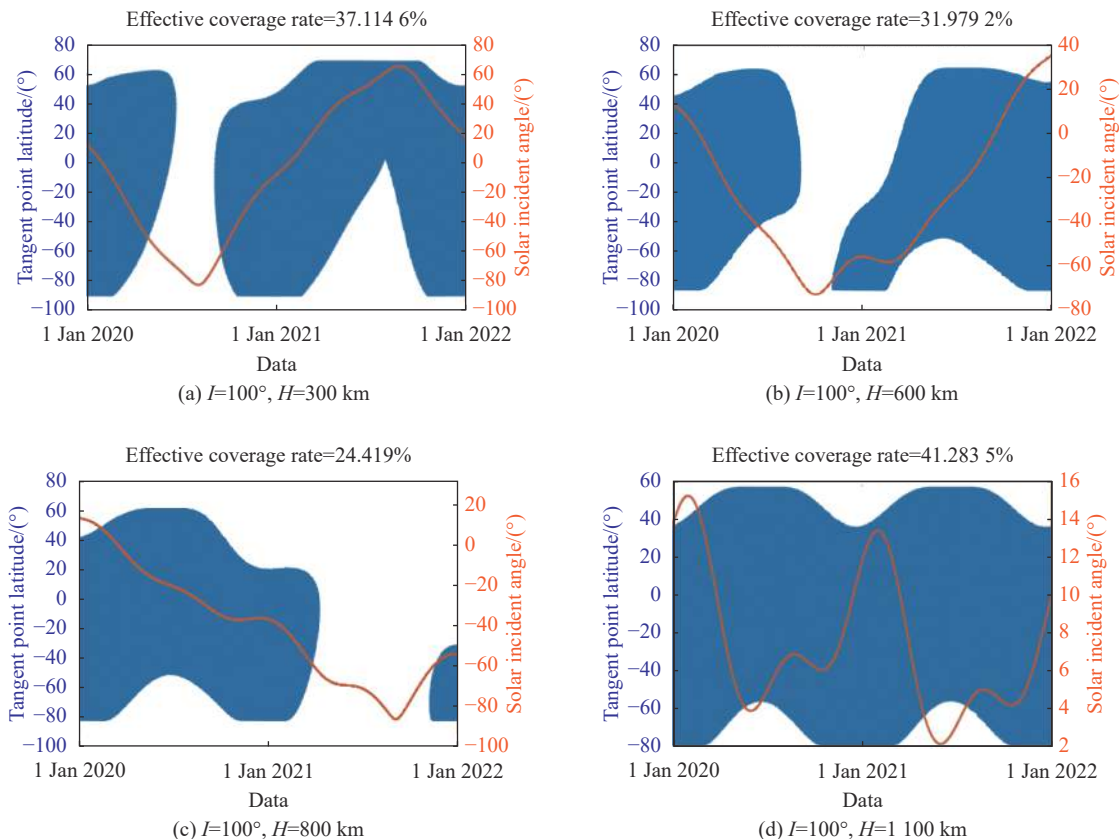 Effective coverage rate=37.114 6%
80
60
40
20
0
−20
−40
−60
−80
−100
Tangent point latitude/(°)
80
60
40
20
0
−20
−40
−60
−80
−100
Solar incident angle/(°)
1 Jan 2020
1 Jan 2021
1 Jan 2022
Data
(a) I=100°, H=300 km
Effective coverage rate=31.979 2%
80
60
40
20
0
−20
−40
−60
−80
−100
Tangent point latitude/(°)
40
20
0
−20
−40
−60
−80
Solar incident angle/(°)
1 Jan 2020
1 Jan 2021
1 Jan 2022
Data
(b) I=100°, H=600 km
Effective coverage rate=24.419%
80
60
40
20
0
−20
−40
−60
−80
−100
Tangent point latitude/(°)
20
0
−20
−40
−60
−80
−100
Solar incident angle/(°)
1 Jan 2020
1 Jan 2021
1 Jan 2022
Data
(c) I=100°, H=800 km
Effective coverage rate=41.283 5%
60
40
20
0
−20
−40
−60
−80
Tangent point latitude/(°)
16
14
12
10
8
6
4
2
Solar incident angle/(°)
1 Jan 2020
1 Jan 2021
1 Jan 2022
Data
(d) I=100°, H=1 100 km